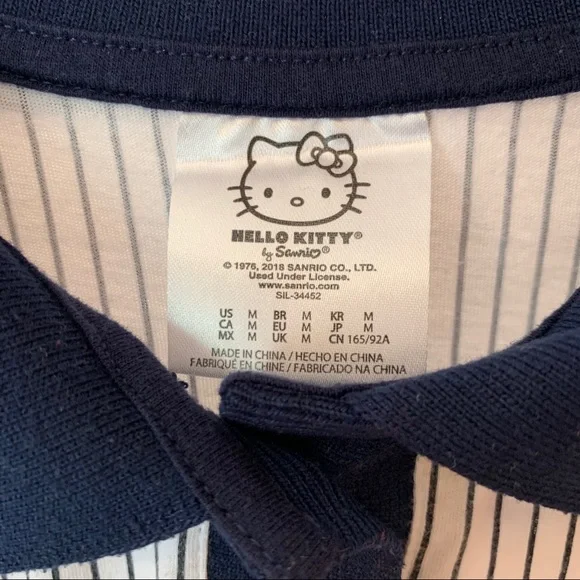 HELLO KITTY®
by Sanrio®
© 1976, 2018 SANRIO CO., LTD.
Used Under License.
www.sanrio.com
SIL-34452
US M BR M KR M
CA M EU M JP M
MX M UK M CN 165/92A
MADE IN CHINA / HECHO EN CHINA
FABRIQUÉ EN CHINE / FABRICADO NA CHINA